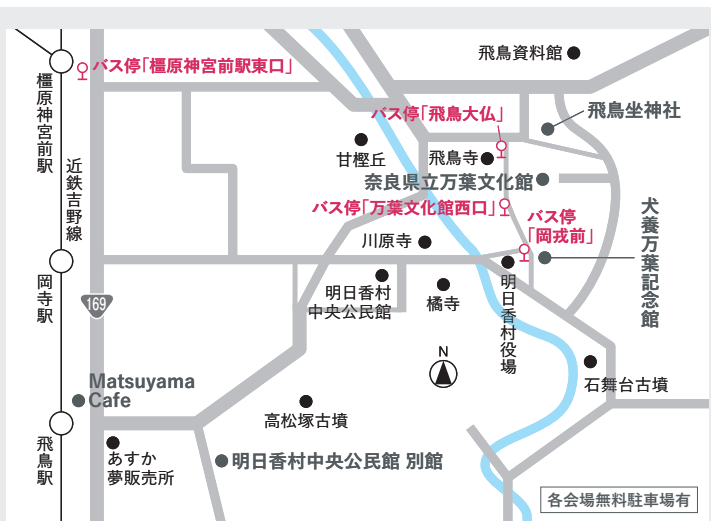 飛鳥資料館
バス停「橿原神宮前駅東口」
橿原神宮前駅
バス停「飛鳥大仏」
飛鳥坐神社
甘樫丘
飛鳥寺
近鉄吉野線
奈良県立万葉文化館
バス停「万葉文化館西口」
バス停
「岡戎前」
犬養万葉記念館
川原寺
岡寺駅
169
明日香村
中央公民館
橘寺
明日香村役場
N
石舞台古墳
Matsuyama
Cafe
高松塚古墳
飛鳥駅
あすか
夢販売所
明日香村中央公民館 別館
各会場無料駐車場有